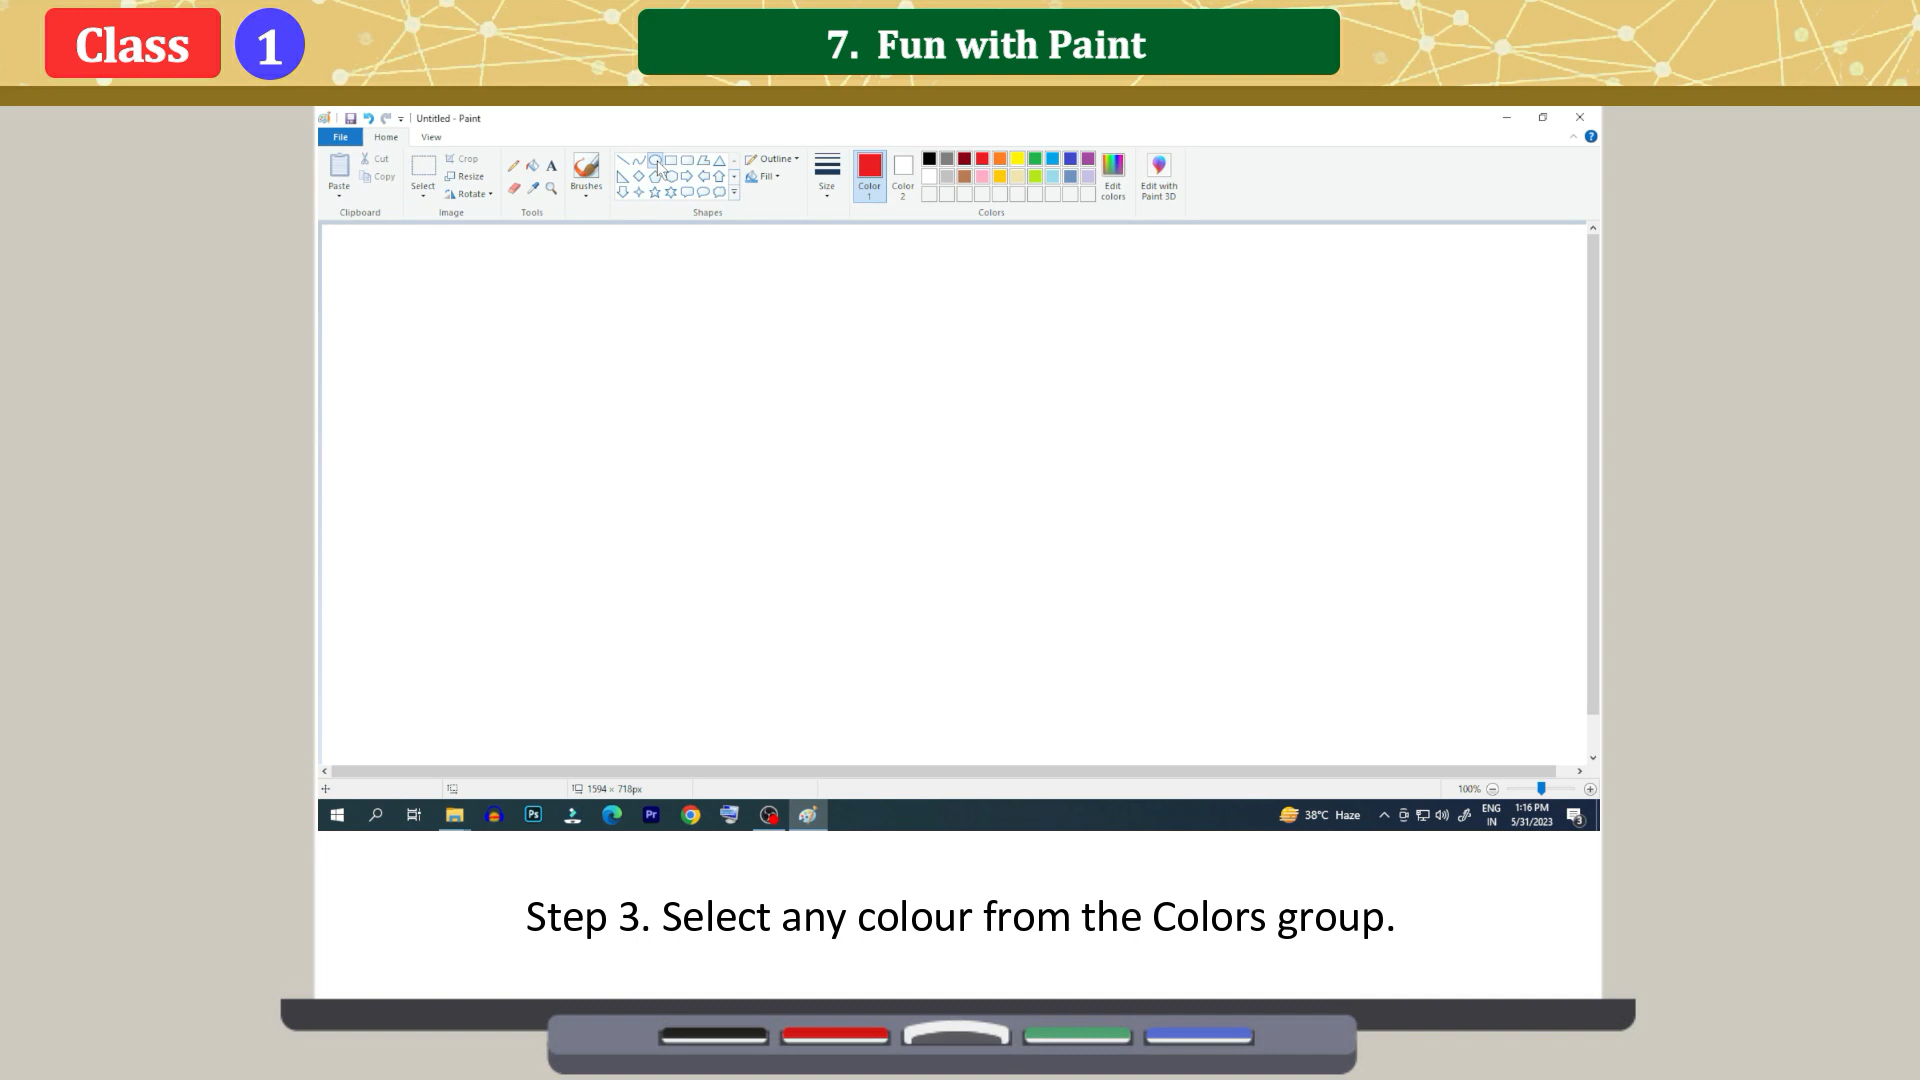 Class 1
7. Fun with Paint
Untitled - Paint
File Home View
Cut
Copy
Paste
Clipboard
Crop
Resize
Rotate
Select
Image
A
Tools
Brushes
Shapes
Outline
Fill
Size
Color 1
Color 2
Colors
Edit colors
Edit with Paint 3D
1594 × 718px
100%
Ps
Pr
38°C Haze
ENG
IN
1:16 PM
5/31/2023
3
Step 3. Select any colour from the Colors group.